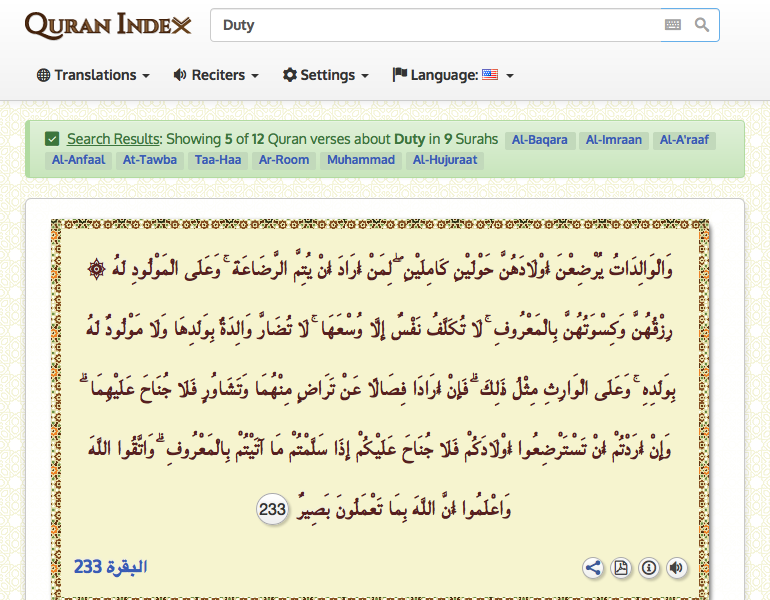 QURAN INDEX
Duty
Translations
Reciters
Settings
Language:
Search Results: Showing 5 of 12 Quran verses about Duty in 9 Surahs Al-Baqara Al-Imraan Al-A'raaf
Al-Anfaal At-Tawba Taa-Haa Ar-Room Muhammad Al-Hujuraat
وَالْوَالِدَاتُ يُرْضِعْنَ أَوْلَادَهُنَّ حَوْلَيْنِ كَامِلَيْنِ ۖ لِمَنْ أَرَادَ أَنْ يُتِمَّ الرَّضَاعَةَ ۚ وَعَلَى الْمَوْلُودِ لَهُ ۞
رِزْقُهُنَّ وَكِسْوَتُهُنَّ بِالْمَعْرُوفِ ۚ لَا تُكَلَّفُ نَفْسٌ إِلَّا وُسْعَهَا ۚ لَا تُضَارَّ وَالِدَةٌ بِوَلَدِهَا وَلَا مَوْلُودٌ لَهُ
بِوَلَدِهِ ۚ وَعَلَى الْوَارِثِ مِثْلُ ذَٰلِكَ ۗ فَإِنْ أَرَادَا فِصَالًا عَنْ تَرَاضٍ مِنْهُمَا وَتَشَاوُرٍ فَلَا جُنَاحَ عَلَيْهِمَا ۗ
وَإِنْ أَرَدْتُمْ أَنْ تَسْتَرْضِعُوا أَوْلَادَكُمْ فَلَا جُنَاحَ عَلَيْكُمْ إِذَا سَلَّمْتُمْ مَا آتَيْتُمْ بِالْمَعْرُوفِ ۗ وَاتَّقُوا اللَّهَ
وَاعْلَمُوا أَنَّ اللَّهَ بِمَا تَعْمَلُونَ بَصِيرٌ 233
البقرة 233